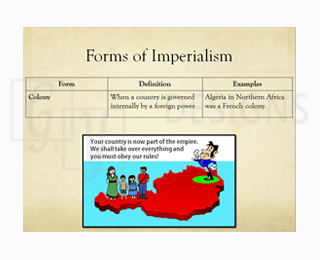 Forms of Imperialism
Form Definition Examples
Colony When a country is governed Algeria in Northern Africa
internally by a foreign power was a French colony.
Your country is now part of the empire.
We shall take over everything and
you must obey our rules!